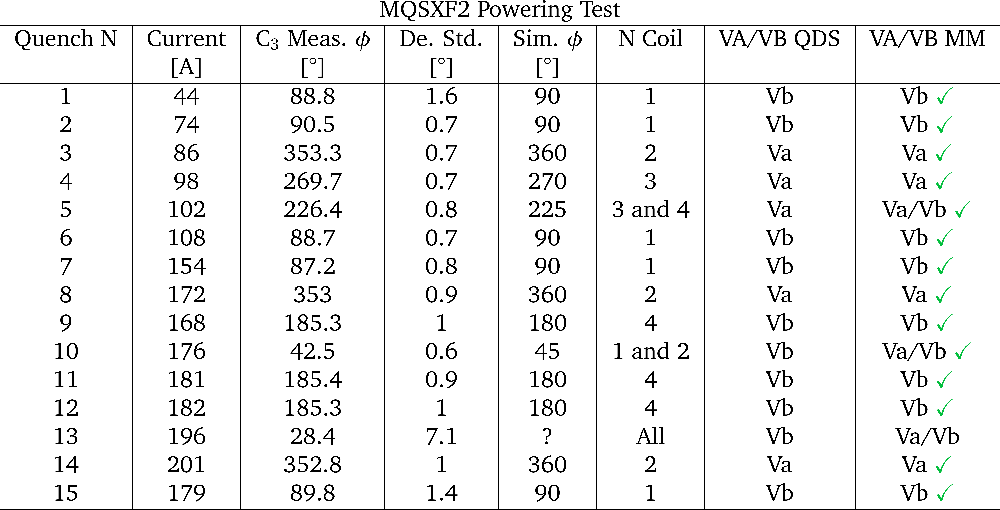 MQSXF2 Powering Test
Quench N Current C₃ Meas. ϕ De. Std. Sim. ϕ N Coil VA/VB QDS VA/VB MM
[A] [°] [°] [°]
1 44 88.8 1.6 90 1 Vb Vb ✓
2 74 90.5 0.7 90 1 Vb Vb ✓
3 86 353.3 0.7 360 2 Va Va ✓
4 98 269.7 0.7 270 3 Va Va ✓
5 102 226.4 0.8 225 3 and 4 Va Va/Vb ✓
6 108 88.7 0.7 90 1 Vb Vb ✓
7 154 87.2 0.8 90 1 Vb Vb ✓
8 172 353 0.9 360 2 Va Va ✓
9 168 185.3 1 180 4 Vb Vb ✓
10 176 42.5 0.6 45 1 and 2 Vb Va/Vb ✓
11 181 185.4 0.9 180 4 Vb Vb ✓
12 182 185.3 1 180 4 Vb Vb ✓
13 196 28.4 7.1 ? All Vb Va/Vb
14 201 352.8 1 360 2 Va Va ✓
15 179 89.8 1.4 90 1 Vb Vb ✓